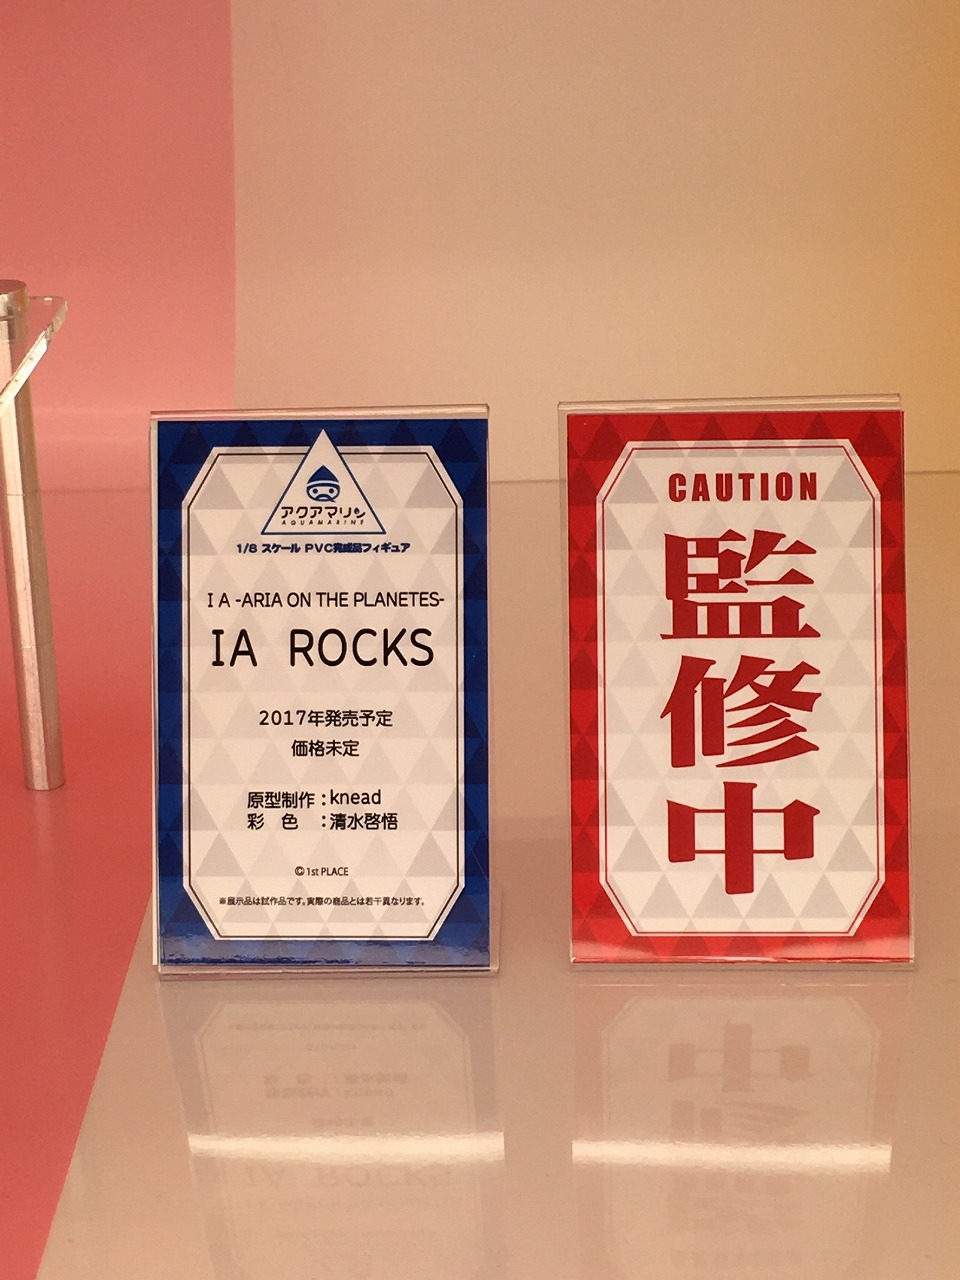 アクアマリン
AQUAMARINE
1/8 スケール PVC完成品フィギュア
IA -ARIA ON THE PLANETES-
IA ROCKS
2017年発売予定
価格未定
原型制作:knead
彩 色 :清水啓悟
©1st PLACE
※展示品は試作品です。実際の商品とは若干異なります。
CAUTION
監修中